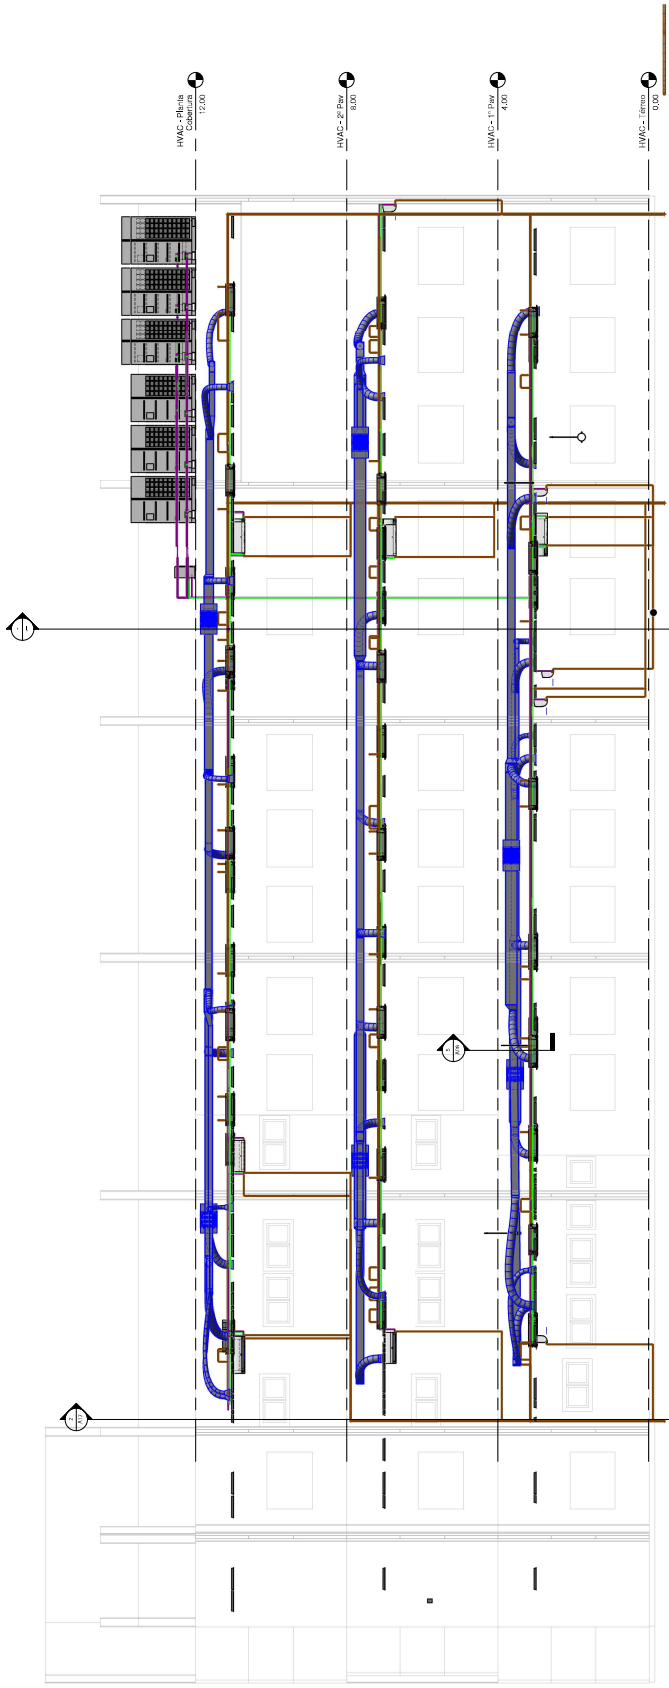 HVAC - Planta
Cobertura
12.00
HVAC - 2º Pav
8.00
HVAC - 1º Pav
4.00
HVAC - Térreo
0.00